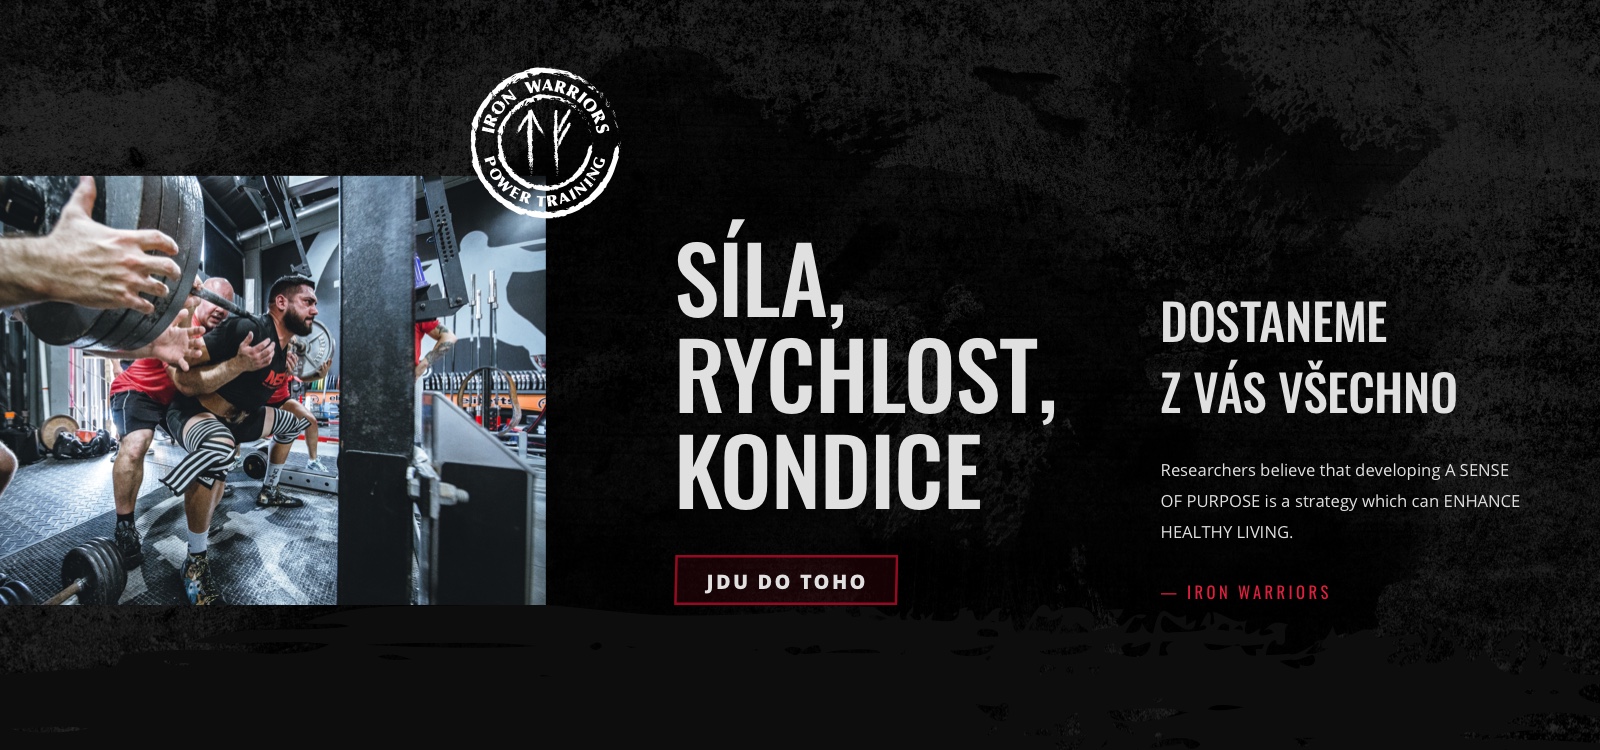 IRON WARRIORS
POWER TRAINING
SÍLA,
RYCHLOST,
KONDICE
JDU DO TOHO
DOSTANEME
Z VÁS VŠECHNO
Researchers believe that developing A SENSE
OF PURPOSE is a strategy which can ENHANCE
HEALTHY LIVING.
— IRON WARRIORS